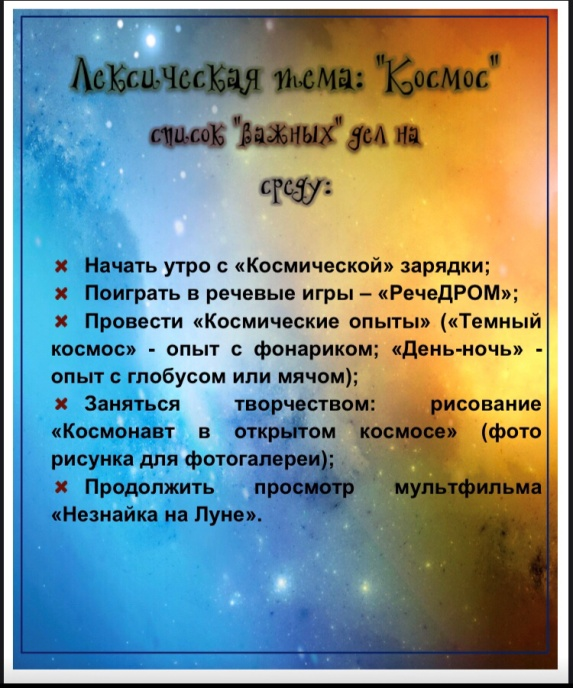 Лексическая тема: "Космос"
список "важных" дел на
среду:
✖ Начать утро с «Космической» зарядки;
✖ Поиграть в речевые игры – «РечеДРОМ»;
✖ Провести «Космические опыты» («Темный
космос» - опыт с фонариком; «День-ночь» -
опыт с глобусом или мячом);
✖ Заняться творчеством: рисование
«Космонавт в открытом космосе» (фото
рисунка для фотогалереи);
✖ Продолжить просмотр мультфильма
«Незнайка на Луне».